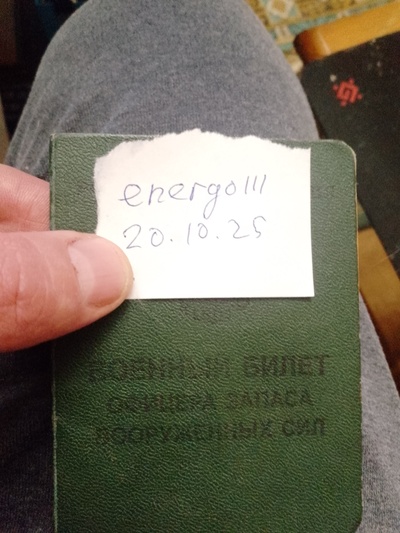 energo111
20.10.25
ВОЕННЫЙ БИЛЕТ
ОФИЦЕРА ЗАПАСА
ВООРУЖЕННЫХ СИЛ